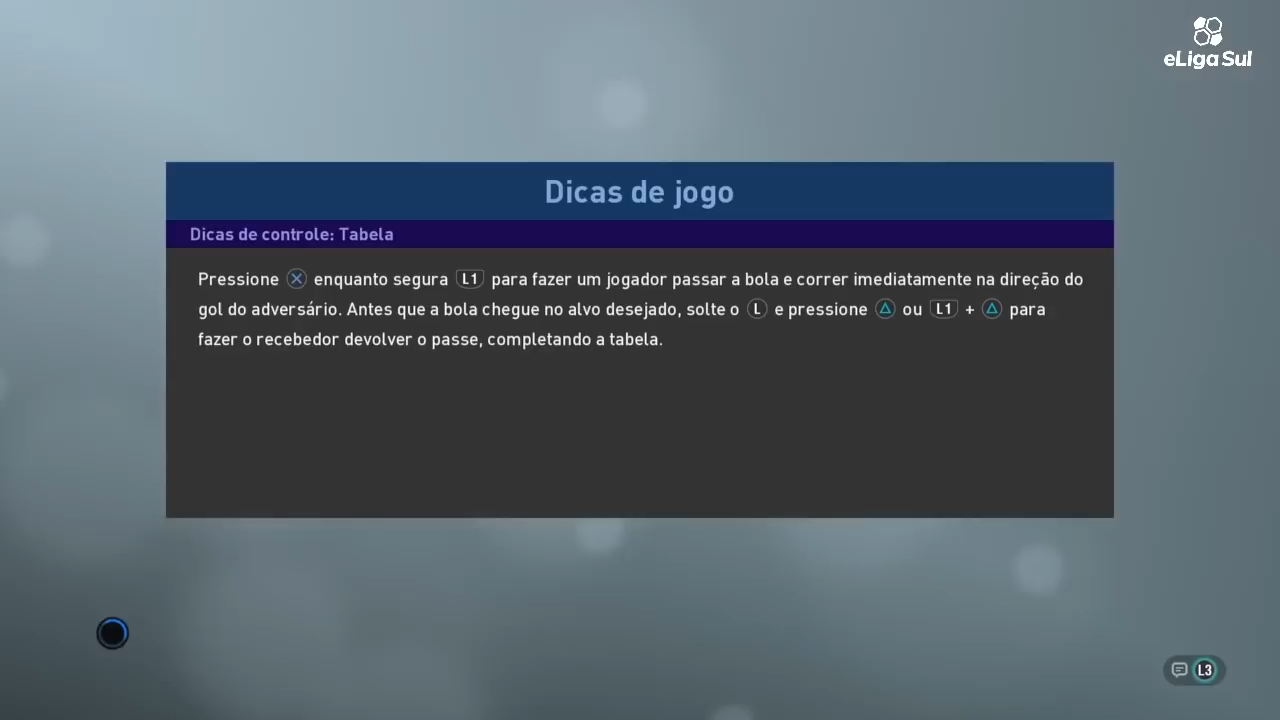 eLiga Sul
Dicas de jogo
Dicas de controle: Tabela
Pressione ⓧ enquanto segura L1 para fazer um jogador passar a bola e correr imediatamente na direção do
gol do adversário. Antes que a bola chegue no alvo desejado, solte o L e pressione △ ou L1 + △ para
fazer o recebedor devolver o passe, completando a tabela.
L3